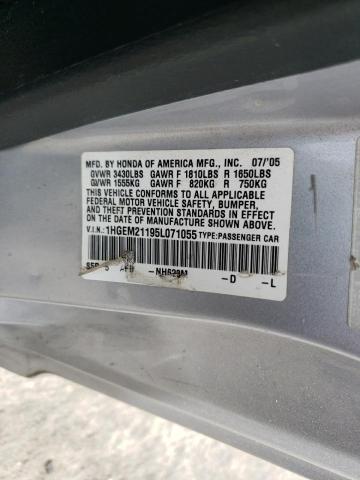 MFD. BY HONDA OF AMERICA MFG., INC. 07/'05
GVWR 3430LBS GAWR F 1810LBS R 1650LBS
GVWR 1555KG GAWR F 820KG R 750KG
THIS VEHICLE CONFORMS TO ALL APPLICABLE
FEDERAL MOTOR VEHICLE SAFETY, BUMPER,
AND THEFT PREVENTION STANDARDS IN EFFECT
ON THE DATE OF MANUFACTURE SHOWN ABOVE.
V.I.N.:1HGEM21195L071055 TYPE:PASSENGER CAR
-D -L